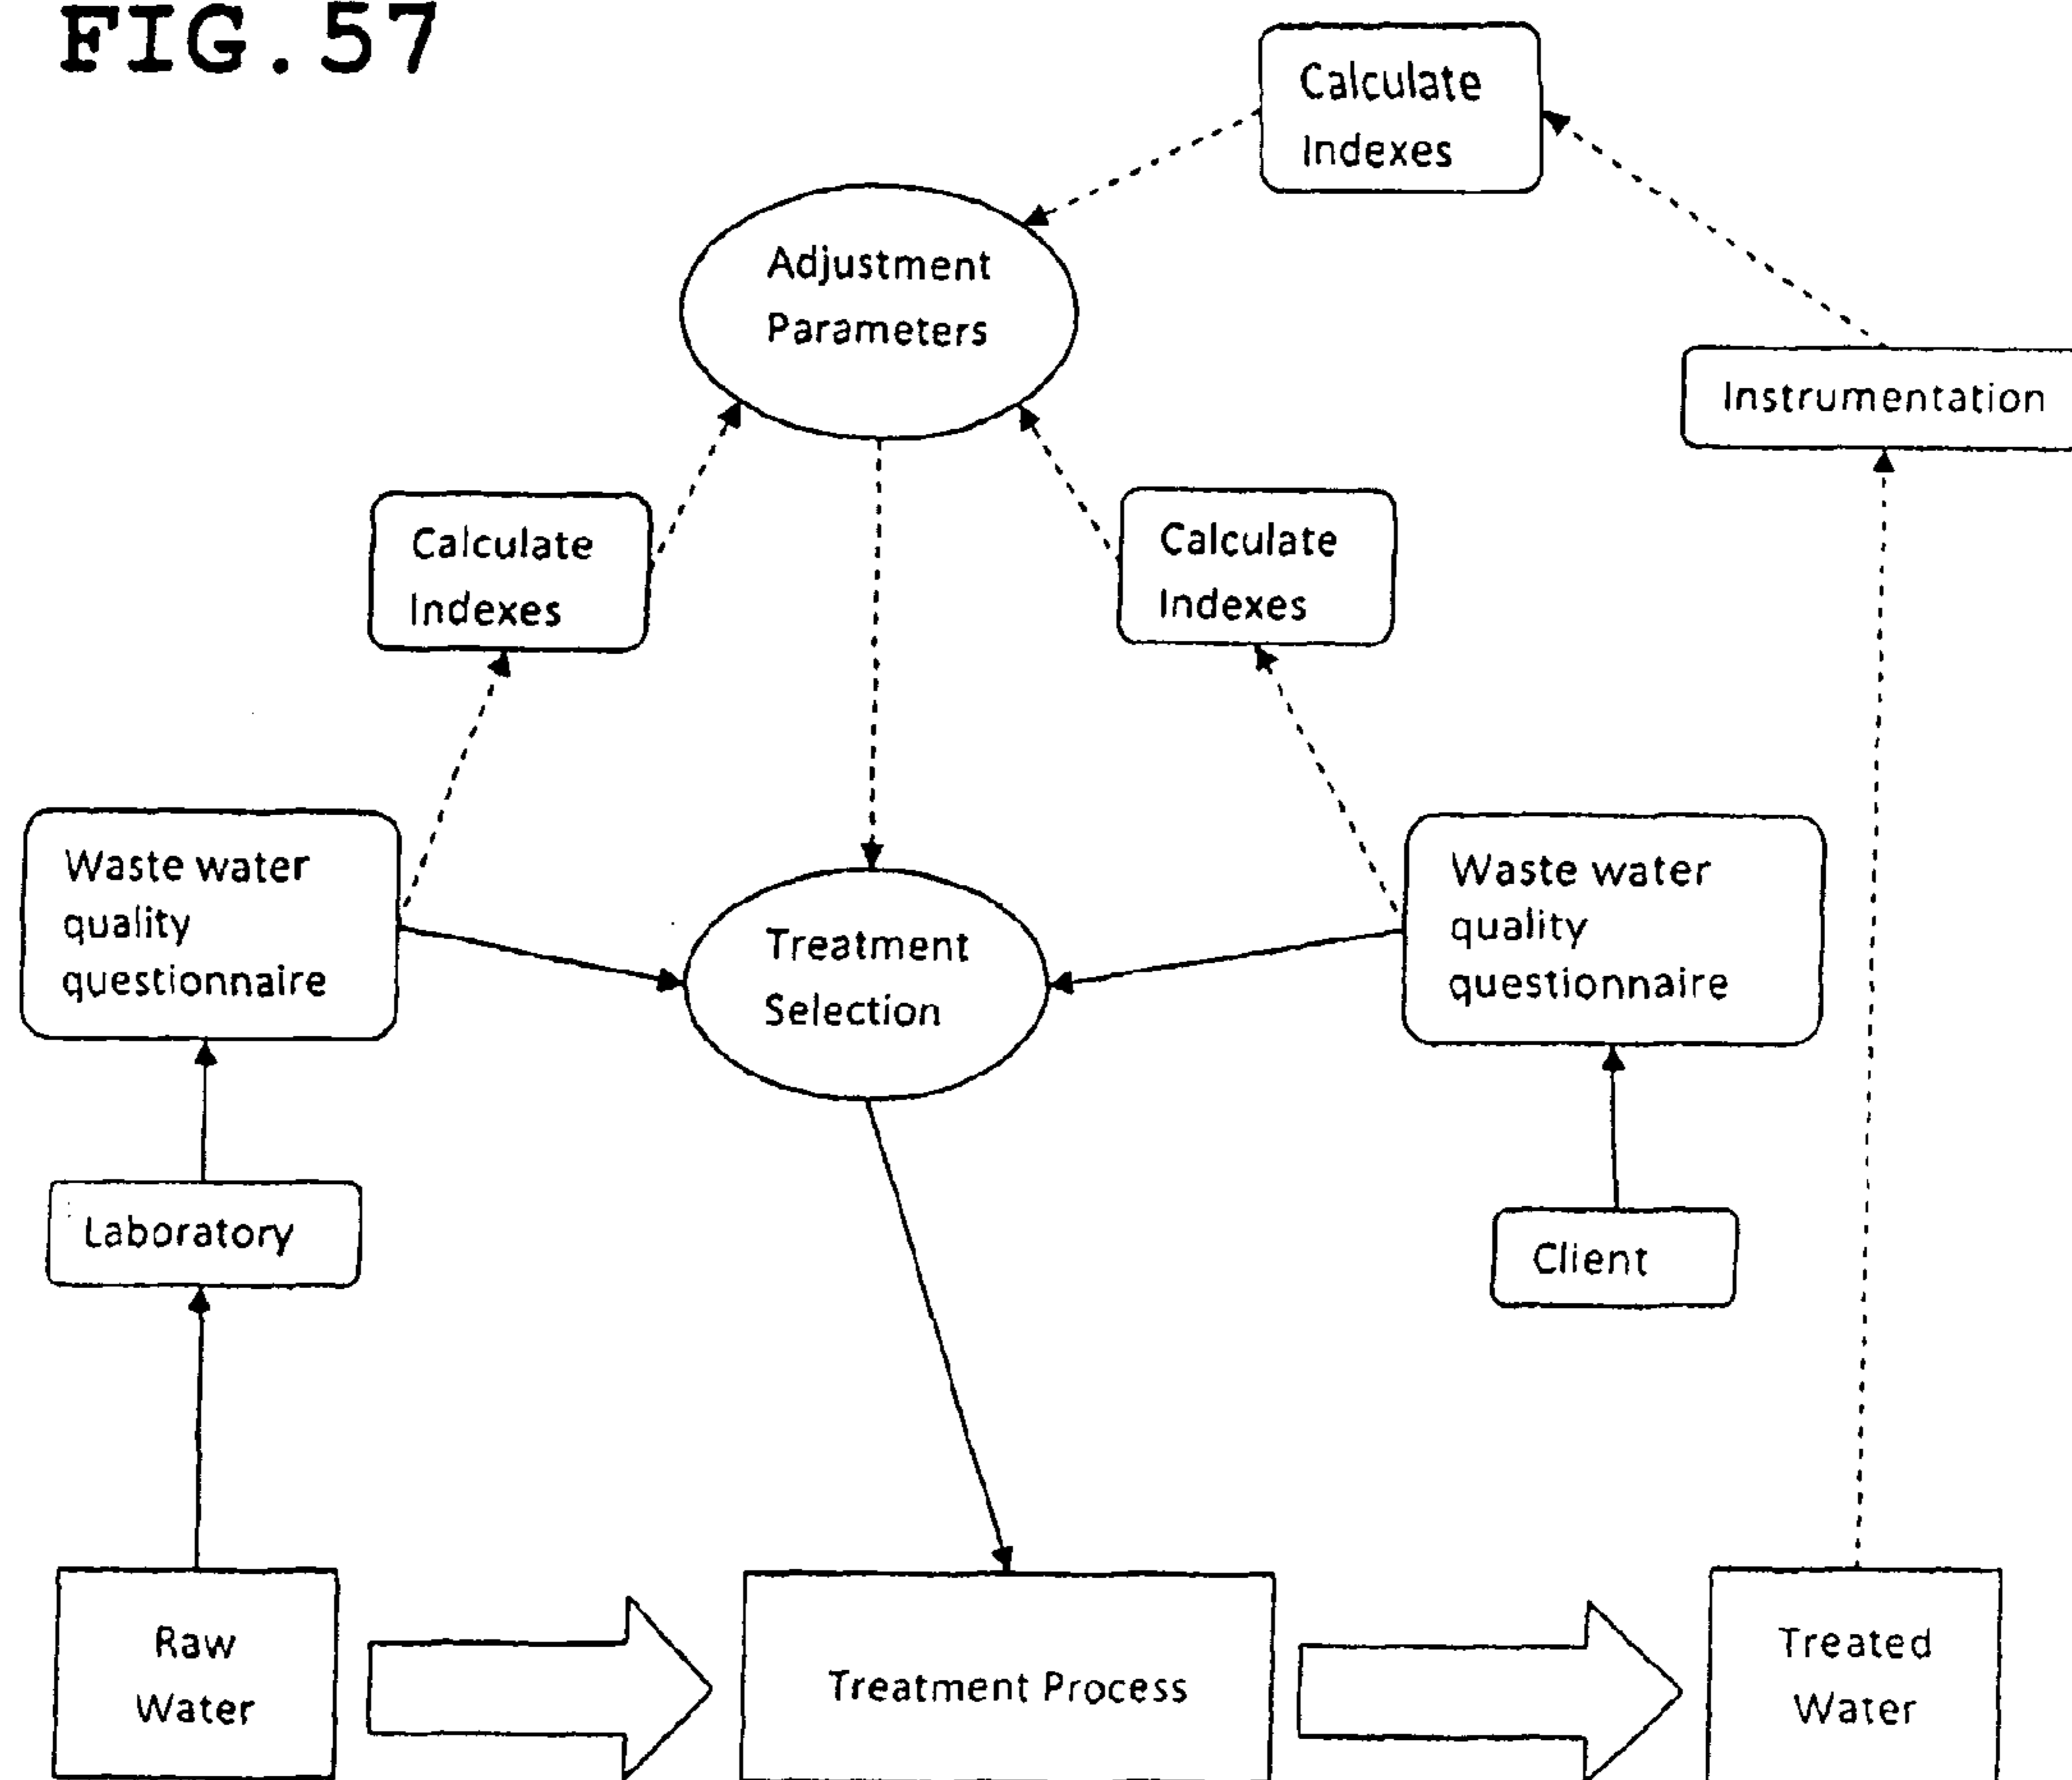 FIG.57
Calculate
Indexes
Adjustment
Parameters
Instrumentation
Calculate
Indexes
Calculate
Indexes
Waste water
quality
questionnaire
Treatment
Selection
Waste water
quality
questionnaire
Laboratory
Client
Raw
Water
Treatment Process
Treated
Water